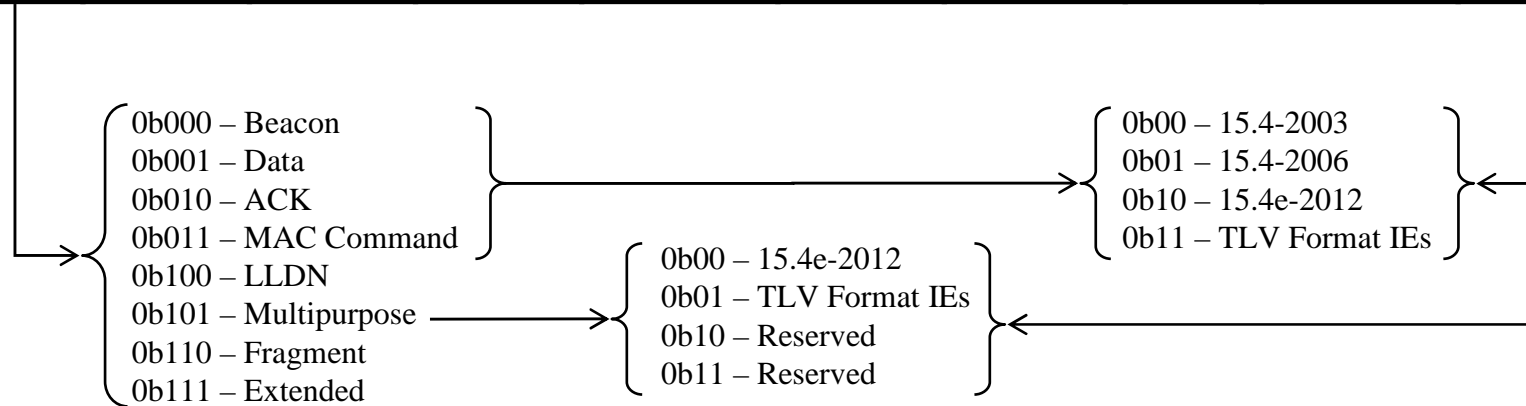 0b000 – Beacon
0b001 – Data
0b010 – ACK
0b011 – MAC Command
0b100 – LLDN
0b101 – Multipurpose
0b110 – Fragment
0b111 – Extended
0b00 – 15.4e-2012
0b01 – TLV Format IEs
0b10 – Reserved
0b11 – Reserved
0b00 – 15.4-2003
0b01 – 15.4-2006
0b10 – 15.4e-2012
0b11 – TLV Format IEs